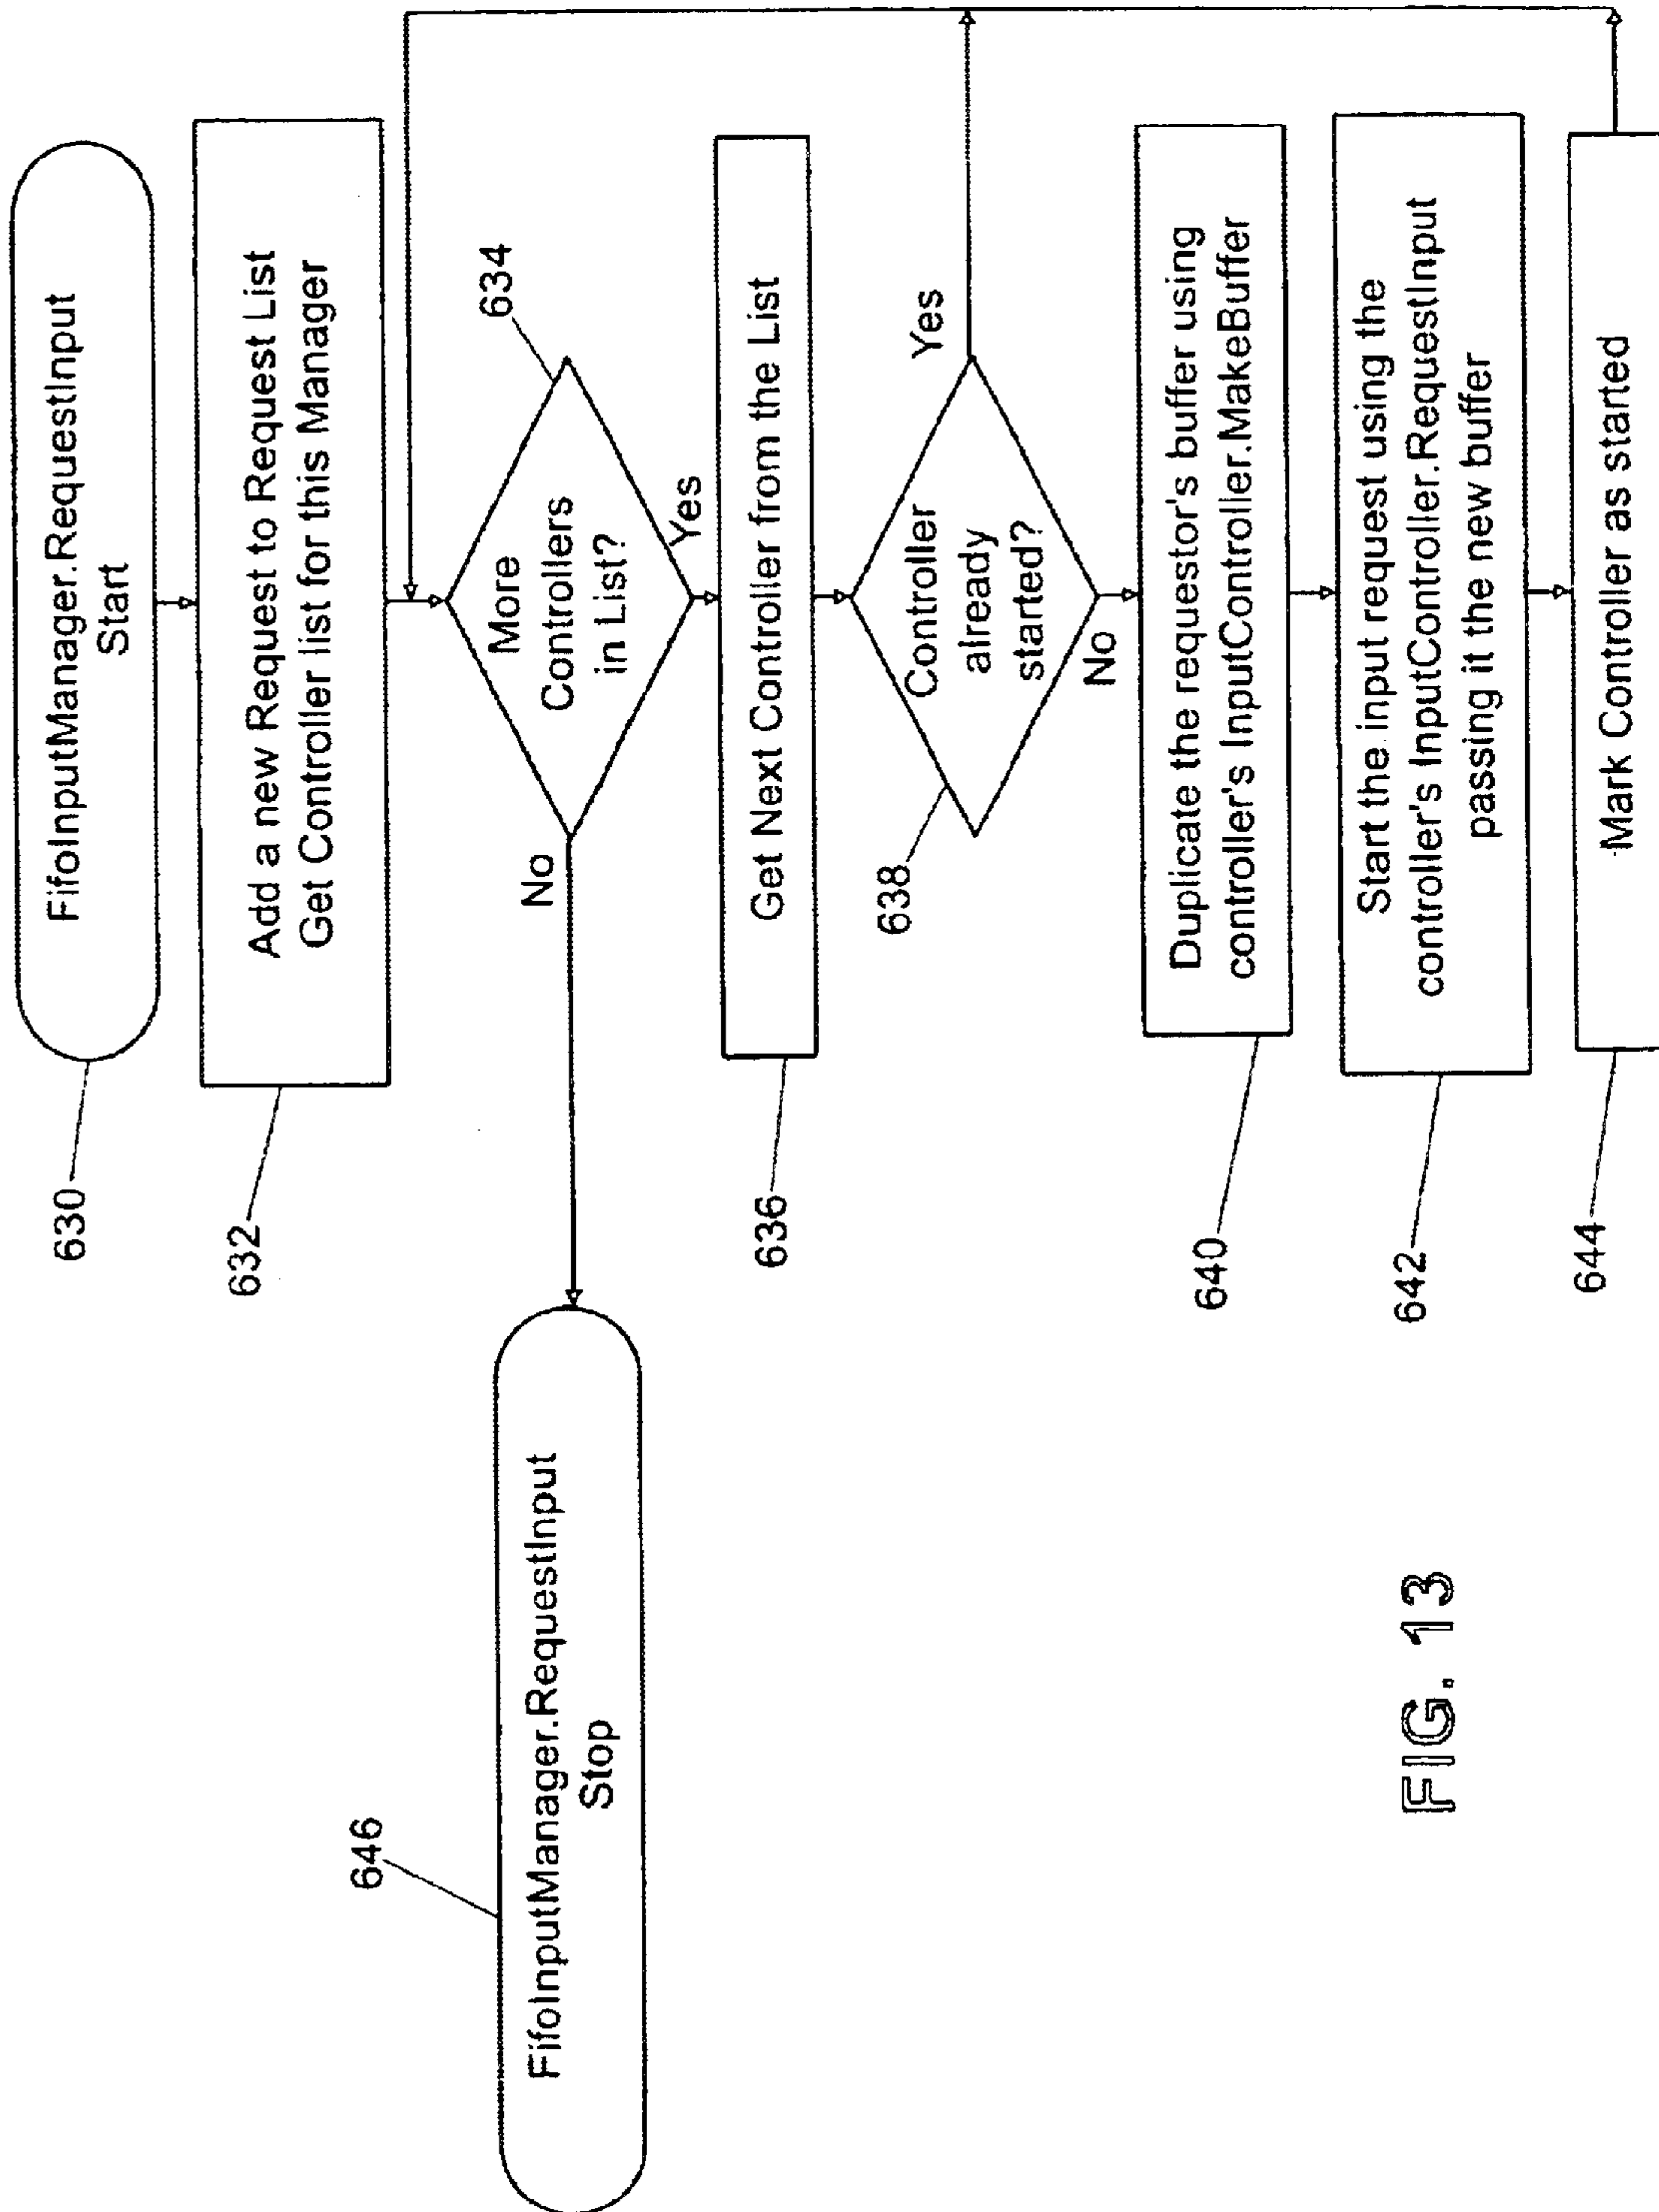 630
FifoInputManager.RequestInput
Start
632
Add a new Request to Request List
Get Controller list for this Manager
634
More
Controllers
in List?
No
Yes
646
FifoInputManager.RequestInput
Stop
636
Get Next Controller from the List
638
Controller
already
started?
Yes
No
640
Duplicate the requestor's buffer using
controller's InputController.MakeBuffer
642
Start the input request using the
controller's InputController.RequestInput
passing it the new buffer
644
Mark Controller as started
FIG. 13